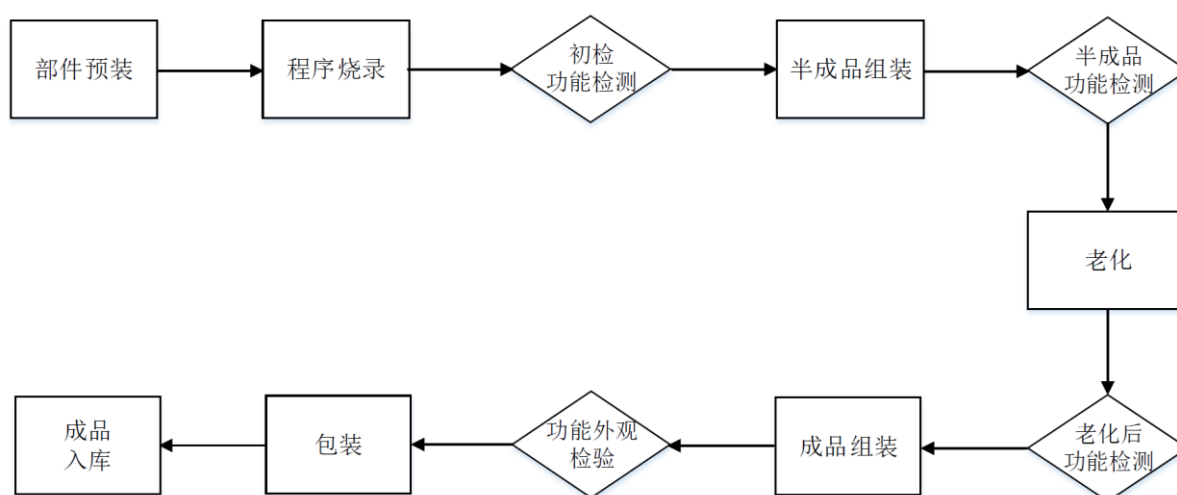 部件预装
程序烧录
初检
功能检测
半成品组装
半成品
功能检测
老化
老化后
功能检测
成品组装
功能外观
检验
包装
成品
入库